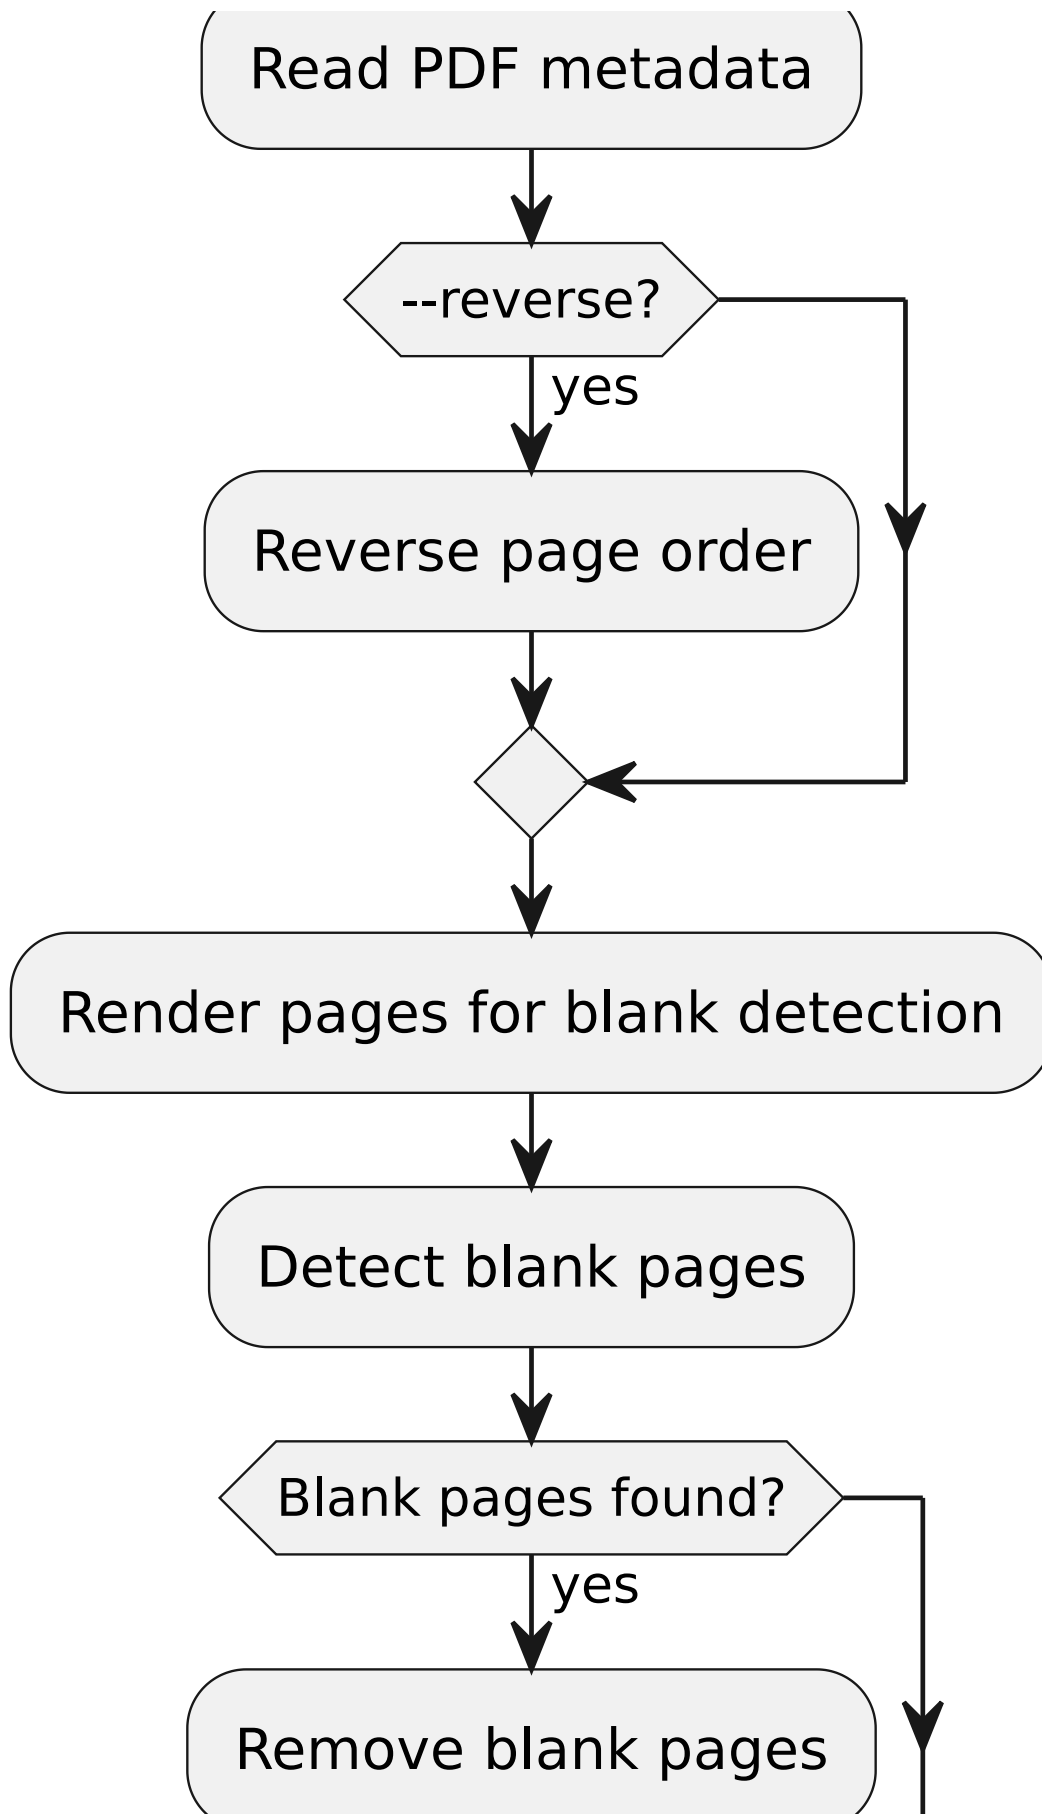 Read PDF metadata
--reverse?
yes
Reverse page order
Render pages for blank detection
Detect blank pages
Blank pages found?
yes
Remove blank pages